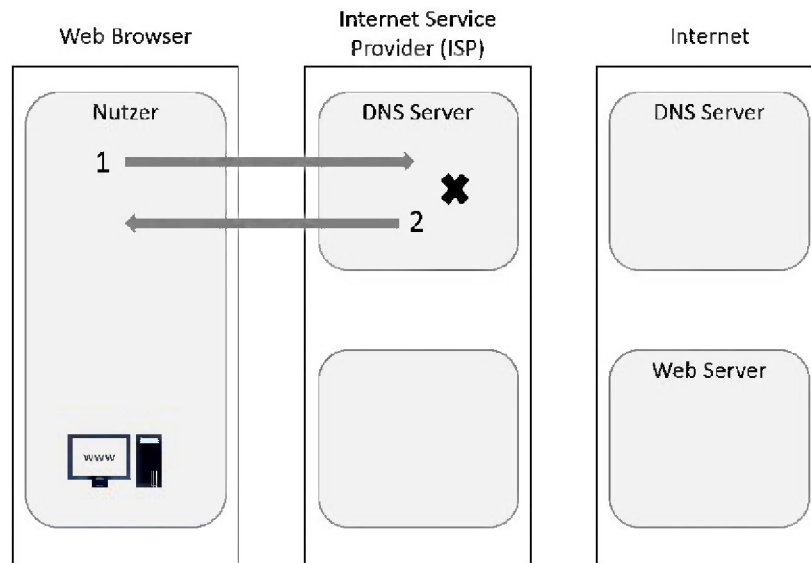 Web Browser
Internet Service
Provider (ISP)
Internet
Nutzer
DNS Server
DNS Server
1
2
Web Server
www